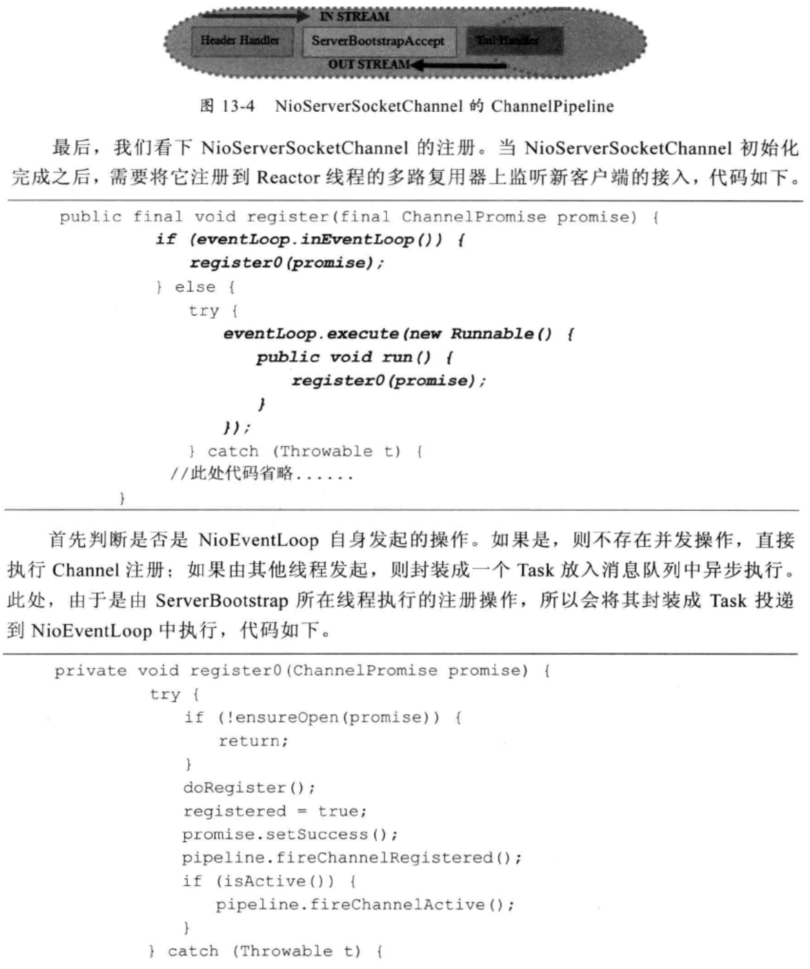 IN STREAM
Header Handler ServerBootstrapAccept Tail Handler
OUT STREAM
图 13-4 NioServerSocketChannel 的 ChannelPipeline
最后，我们看下 NioServerSocketChannel 的注册。当 NioServerSocketChannel 初始化
完成之后，需要将它注册到 Reactor 线程的多路复用器上监听新客户端的接入，代码如下。
public final void register(final ChannelPromise promise) {
if (eventLoop.inEventLoop()) {
register0(promise);
} else {
try {
eventLoop.execute(new Runnable() {
public void run() {
register0(promise);
}
});
} catch (Throwable t) {
//此处代码省略......
}
首先判断是否是 NioEventLoop 自身发起的操作。如果是，则不存在并发操作，直接
执行 Channel 注册；如果由其他线程发起，则封装成一个 Task 放入消息队列中异步执行。
此处，由于是由 ServerBootstrap 所在线程执行的注册操作，所以会将其封装成 Task 投递
到 NioEventLoop 中执行，代码如下。
private void register0(ChannelPromise promise) {
try {
if (!ensureOpen(promise)) {
return;
}
doRegister();
registered = true;
promise.setSuccess();
pipeline.fireChannelRegistered();
if (isActive()) {
pipeline.fireChannelActive();
}
} catch (Throwable t) {